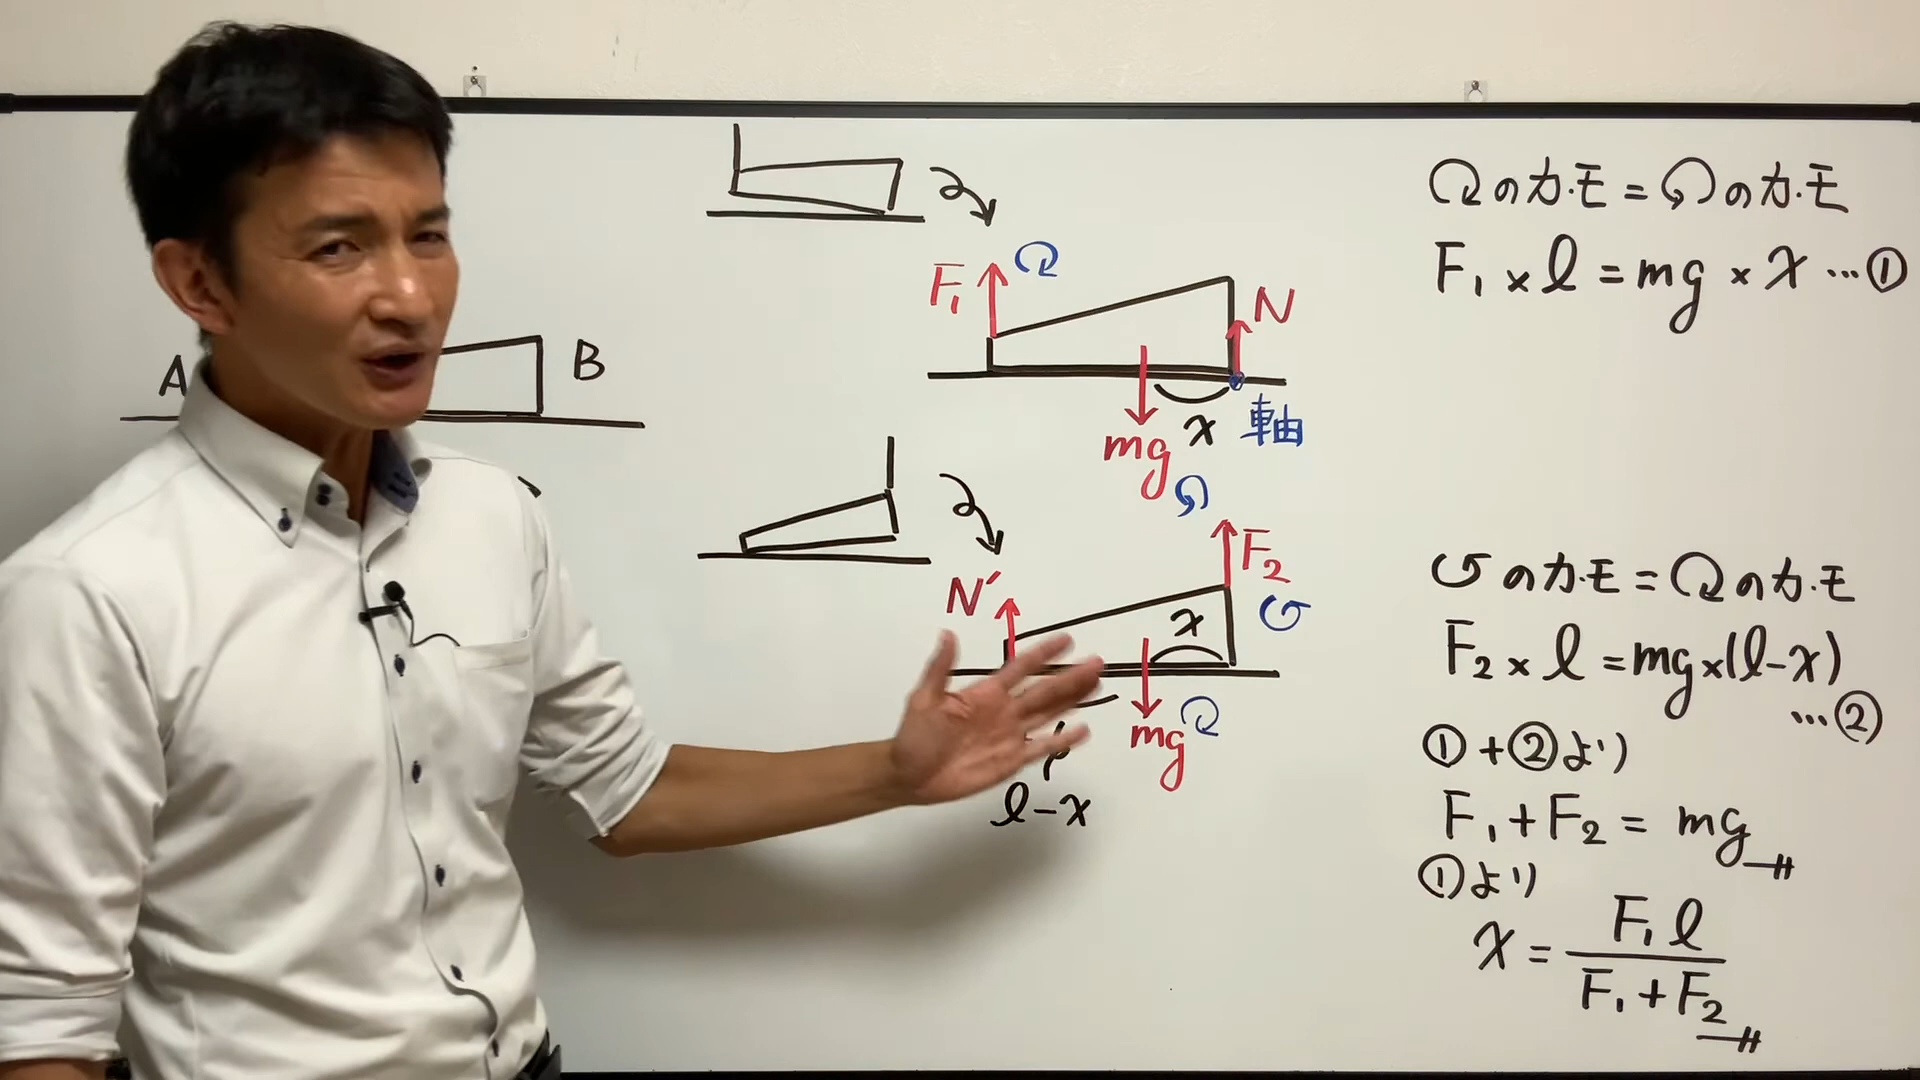 A
B
F₁
N
mg
x
軸
N′
F₂
x
mg
l-x
のカ.モ=のカ.モ
F₁×l=mg×x…①
のカ.モ=のカ.モ
F₂×l=mg×(l-x)
…②
①+②より
F₁+F₂=mg
①より
x=F₁l/F₁+F₂